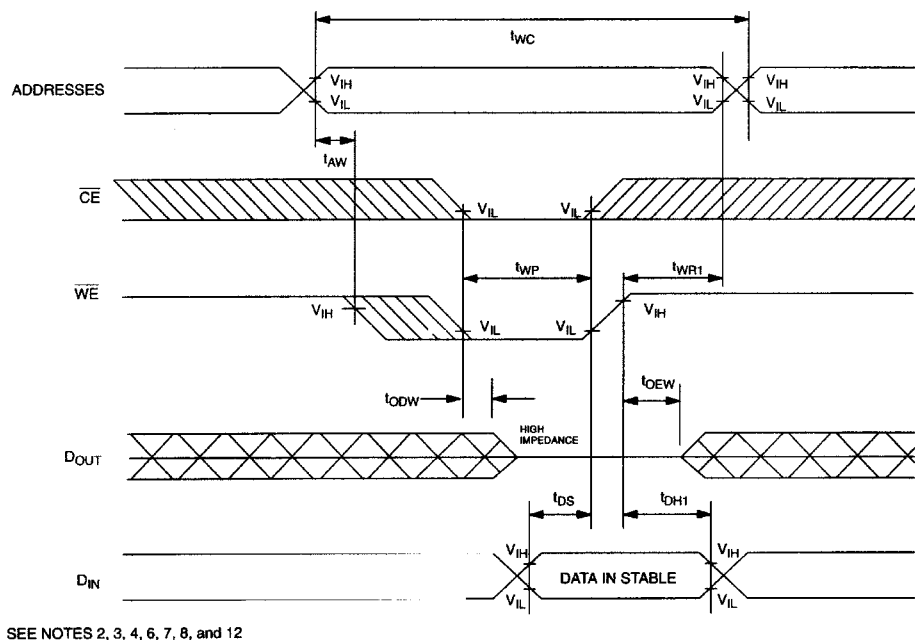 tWC
ADDRESSES
VIH
VIL
VIH
VIL
VIH
VIL
tAW
CE
VIL
VIL
tWP
tWR1
WE
VIH
VIL
VIL
VIH
tODW
tOEW
HIGH
IMPEDANCE
DOUT
tDS
tDH1
VIH
VIH
DIN
DATA IN STABLE
VIL
VIL
SEE NOTES 2, 3, 4, 6, 7, 8, and 12